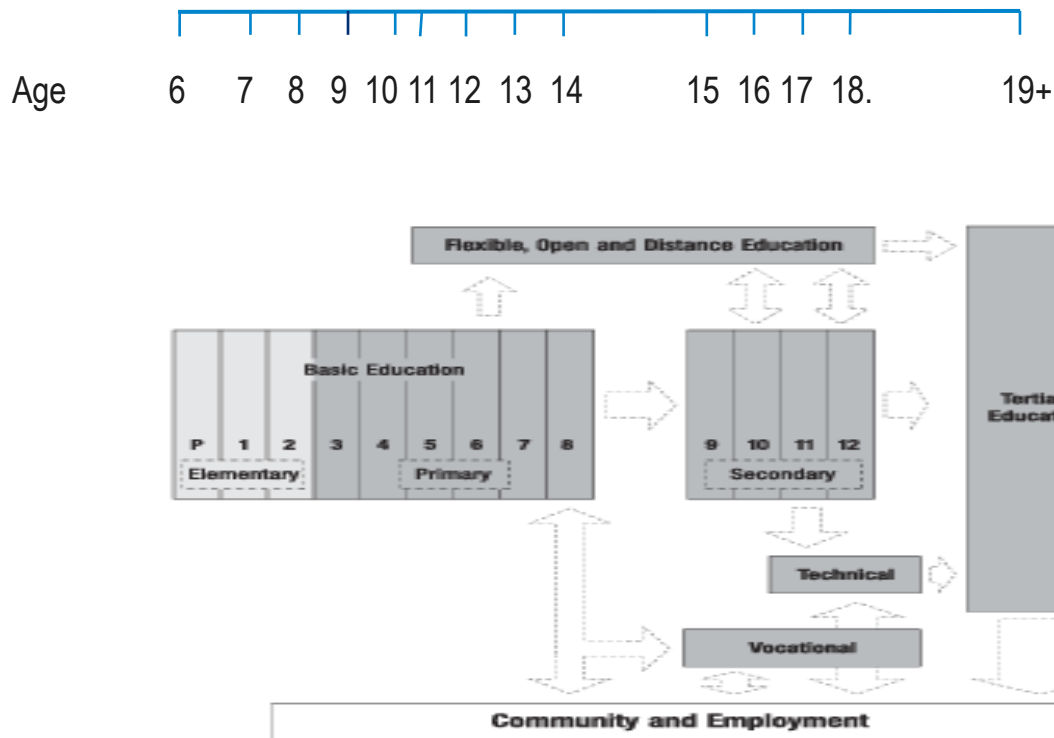 Age 6 7 8 9 10 11 12 13 14 15 16 17 18. 19+
Flexible, Open and Distance Education
Basic Education
Tertia
Educat
P 1 2 3 4 5 6 7 8 9 10 11 12
Elementary Primary Secondary
Technical
Vocational
Community and Employment